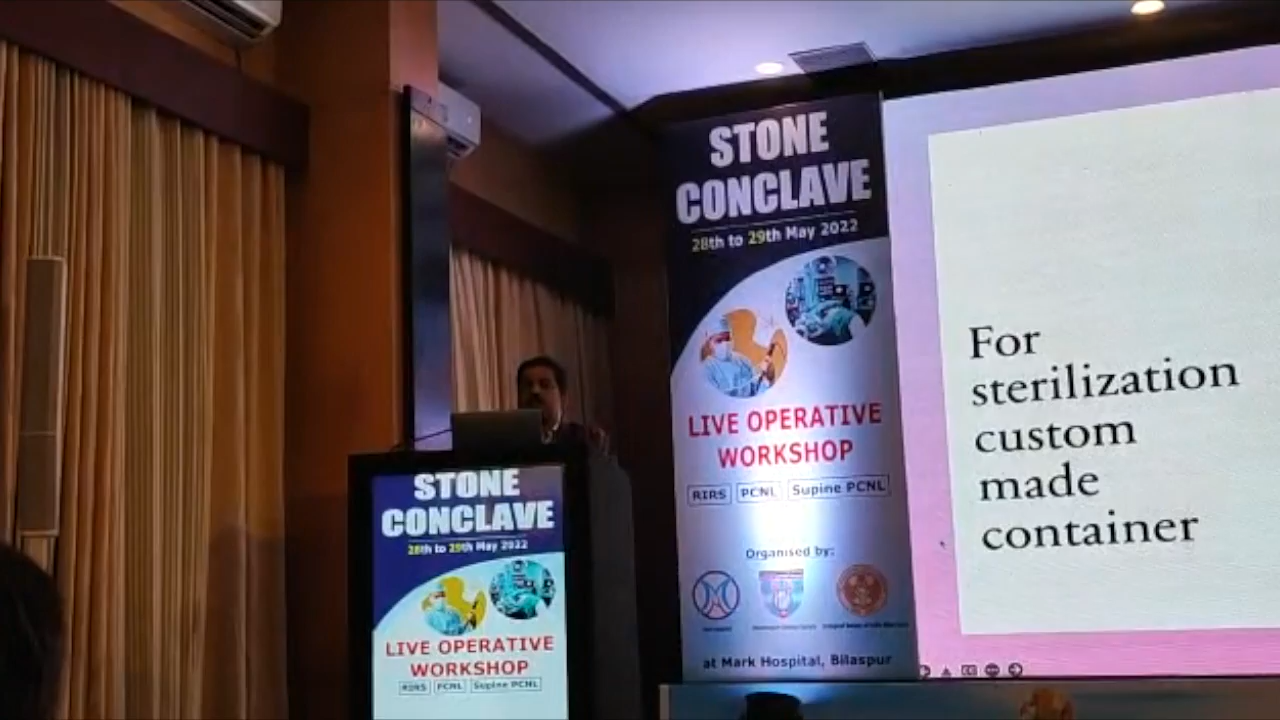 STONE
CONCLAVE
28th to 29th May 2022
LIVE OPERATIVE
WORKSHOP
RIRS PCNL Supine PCNL
Organised by:
at Mark Hospital, Bilaspur
For
sterilization
custom
made
container
STONE
CONCLAVE
28th to 29th May 2022
LIVE OPERATIVE
WORKSHOP
RIRS PCNL Supine PCNL